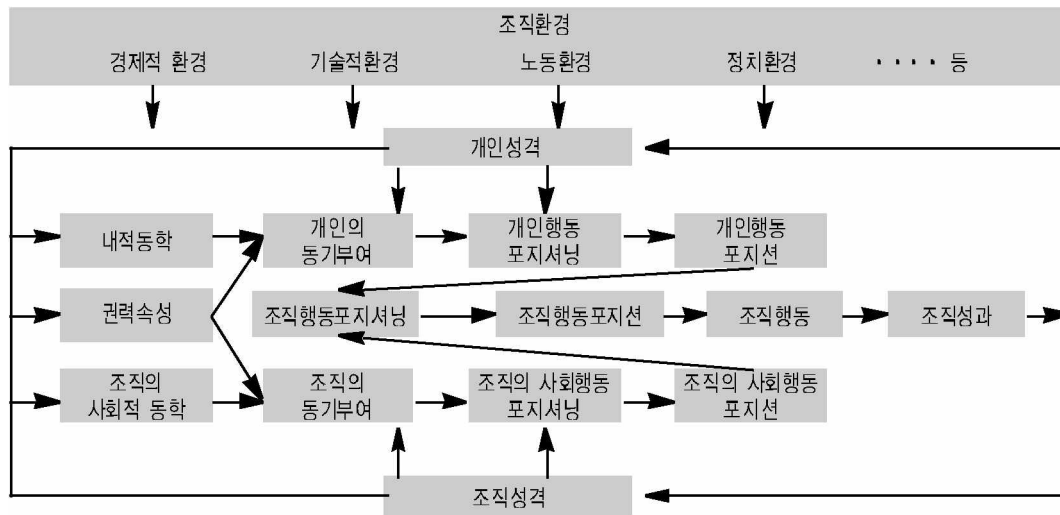 조직환경
경제적 환경 기술적환경 노동환경 정치환경 ···· 등
개인성격
내적동학
개인의
동기부여
개인행동
포지셔닝
개인행동
포지션
권력속성
조직행동포지셔닝
조직행동포지션
조직행동
조직성과
조직의
사회적 동학
조직의
동기부여
조직의 사회행동
포지셔닝
조직의 사회행동
포지션
조직성격